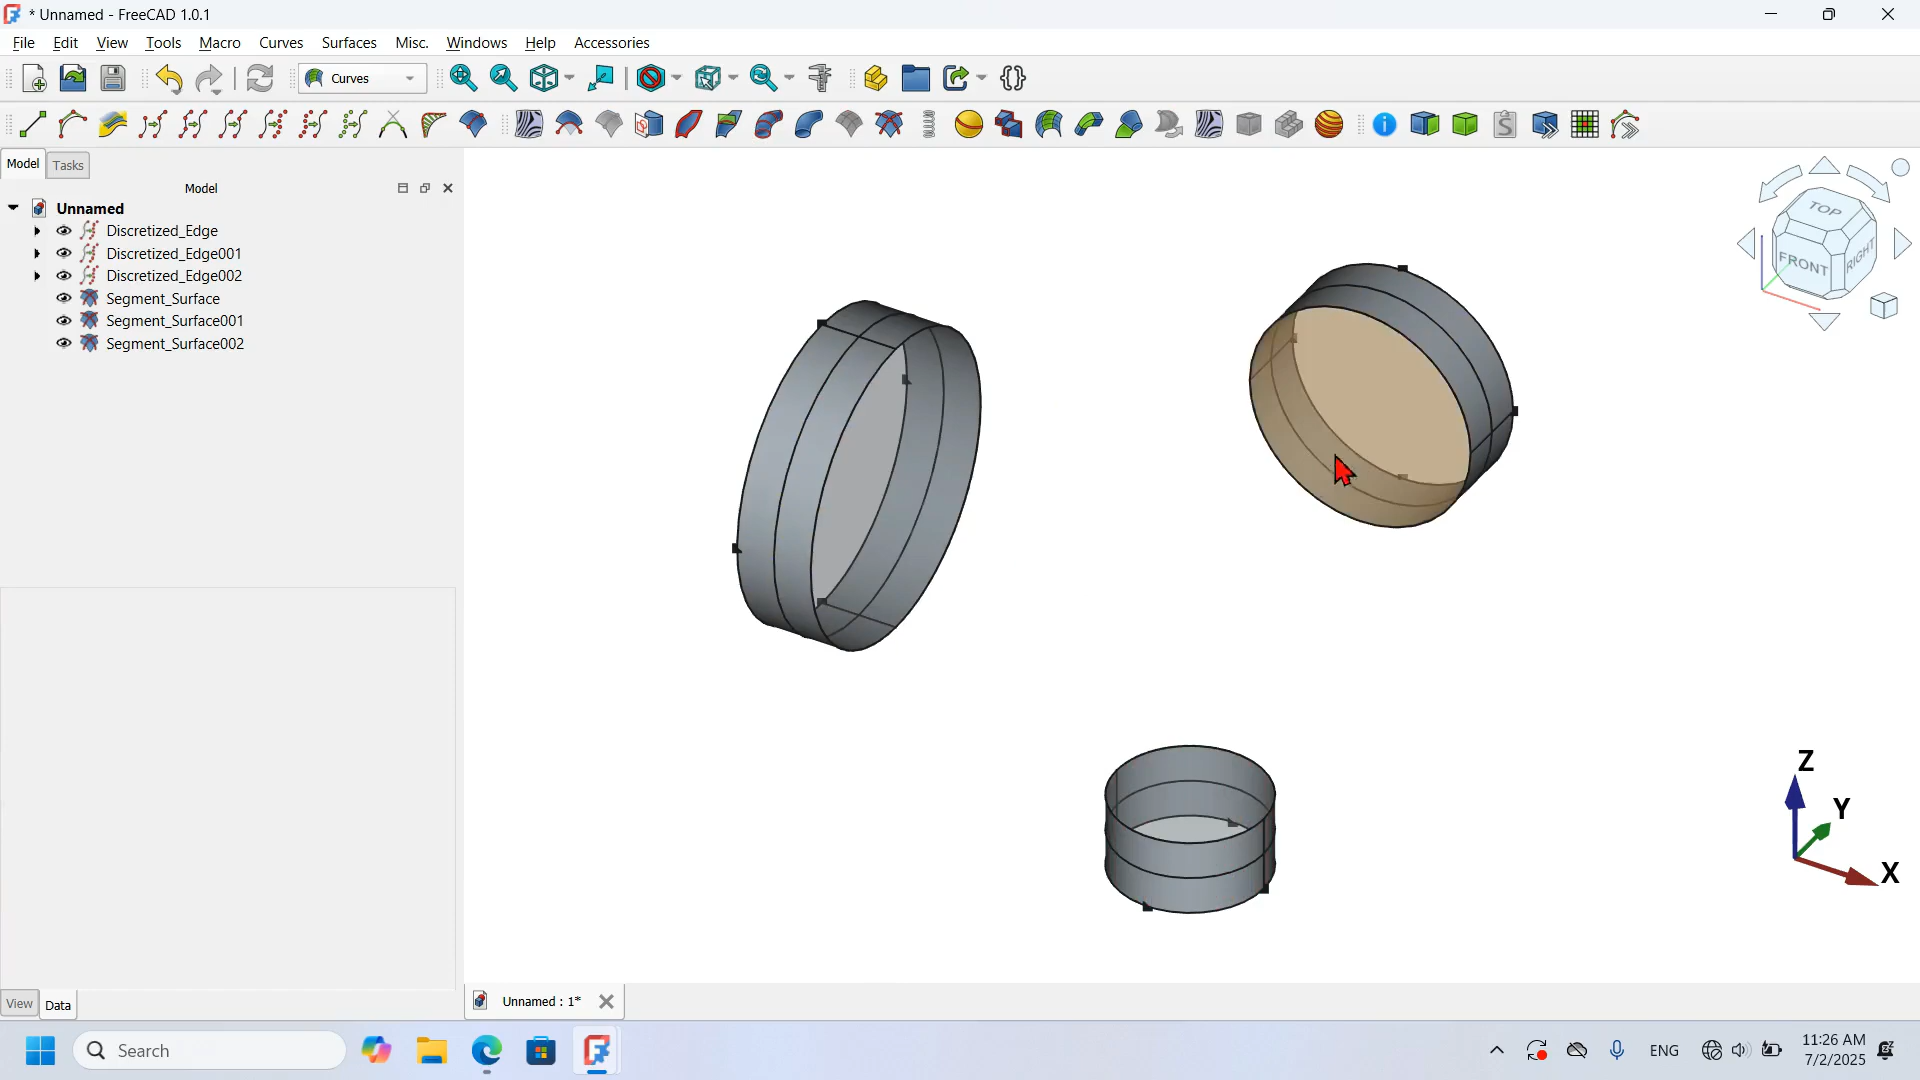 * Unnamed - FreeCAD 1.0.1
File Edit View Tools Macro Curves Surfaces Misc. Windows Help Accessories
Curves
Model Tasks
Model
Unnamed
Discretized_Edge
Discretized_Edge001
Discretized_Edge002
Segment_Surface
Segment_Surface001
Segment_Surface002
TOP
FRONT
RIGHT
Z
Y
X
View Data
Unnamed : 1*
Search
ENG
11:26 AM
7/2/2025